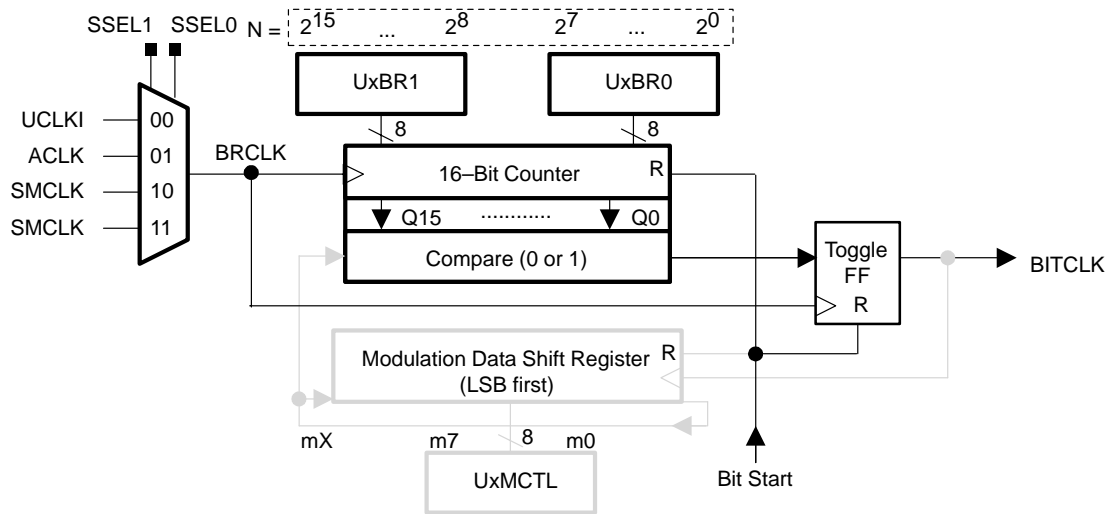 SSEL1 SSEL0 N = 2^15 ... 2^8 2^7 ... 2^0
UxBR1 UxBR0
8 8
UCLKI 00
ACLK 01
SMCLK 10
SMCLK 11
BRCLK
16–Bit Counter R
Q15 ............ Q0
Compare (0 or 1)
Toggle
FF
R
BITCLK
Modulation Data Shift Register R
(LSB first)
mX m7 8 m0
UxMCTL
Bit Start